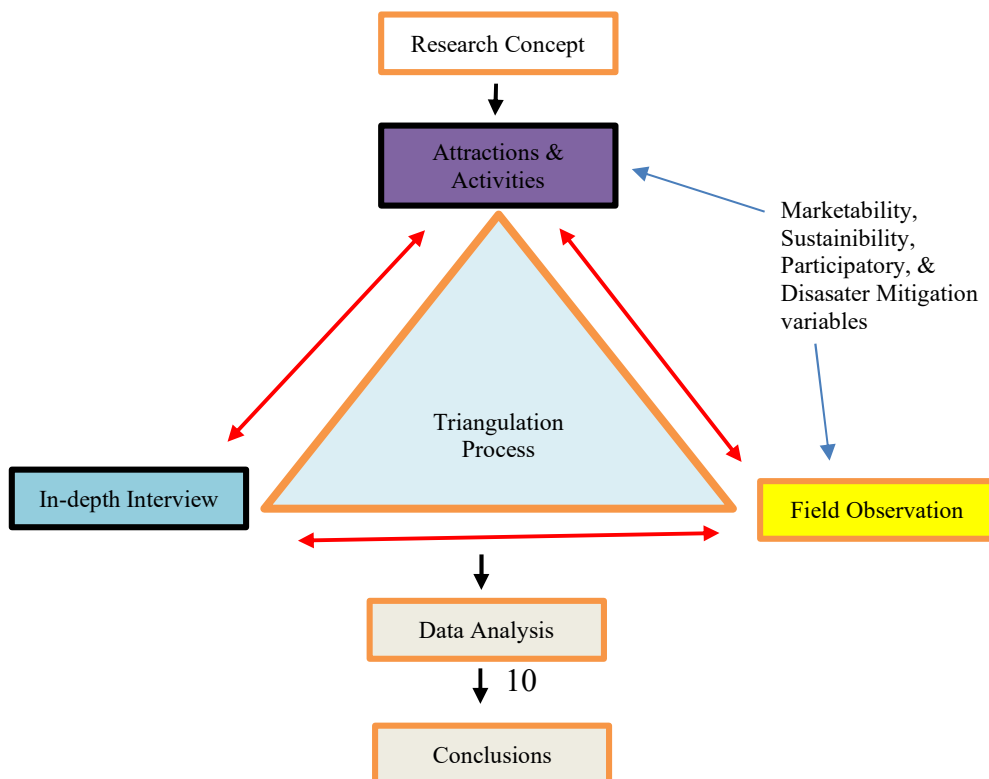 Research Concept
Attractions &
Activities
Marketability,
Sustainibility,
Participatory, &
Disasater Mitigation
variables
Triangulation
Process
In-depth Interview
Field Observation
Data Analysis
10
Conclusions